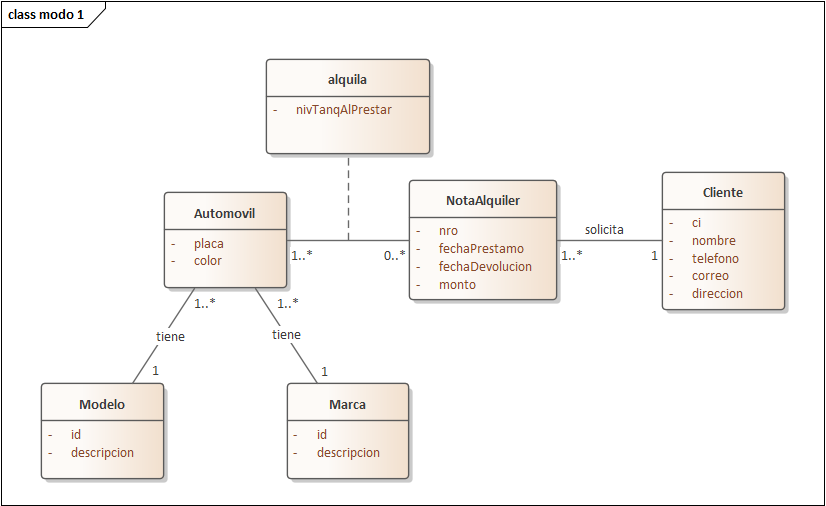 class modo 1
alquila
- nivTanqAlPrestar
Automovil
- placa
- color
NotaAlquiler
- nro
- fechaPrestamo
- fechaDevolucion
- monto
Cliente
- ci
- nombre
- telefono
- correo
- direccion
1..*
0..*
solicita
1..*
1
1..*
1..*
tiene
tiene
1
1
Modelo
- id
- descripcion
Marca
- id
- descripcion